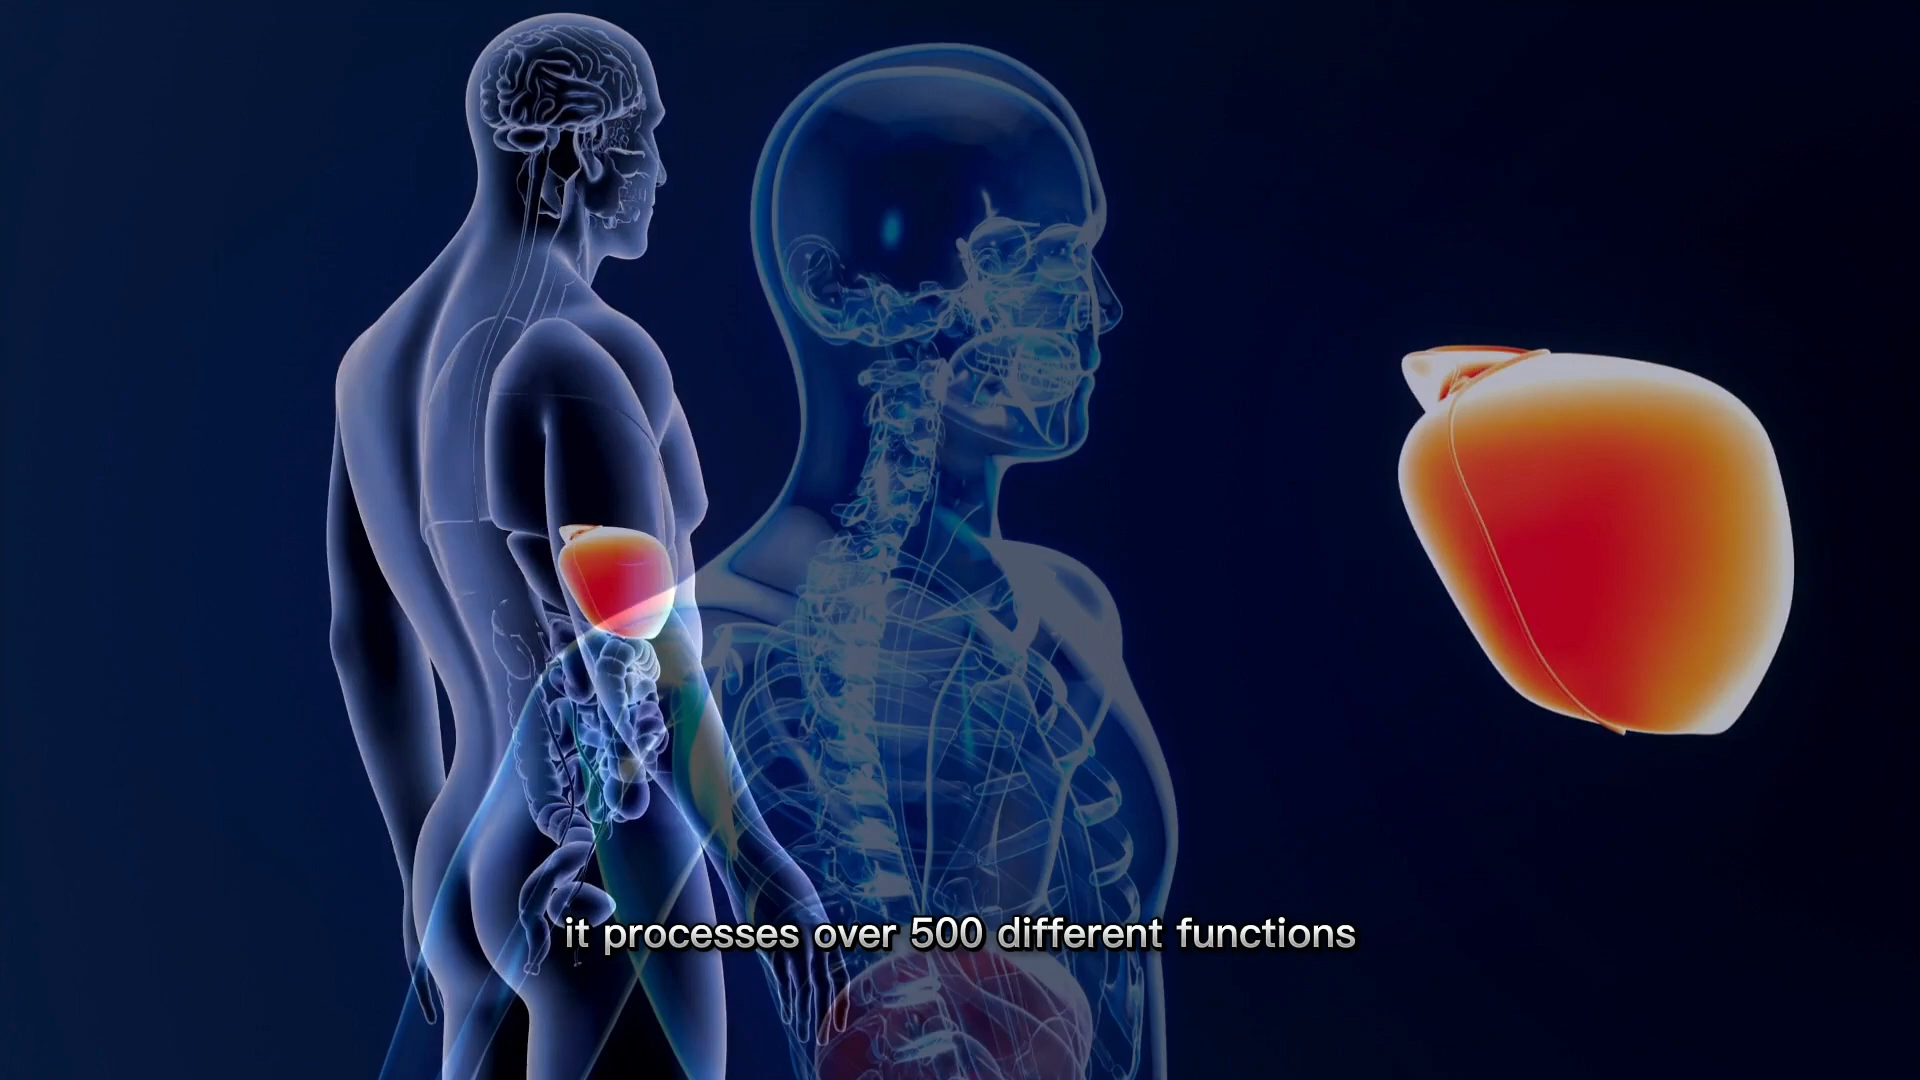 it processes over 500 different functions